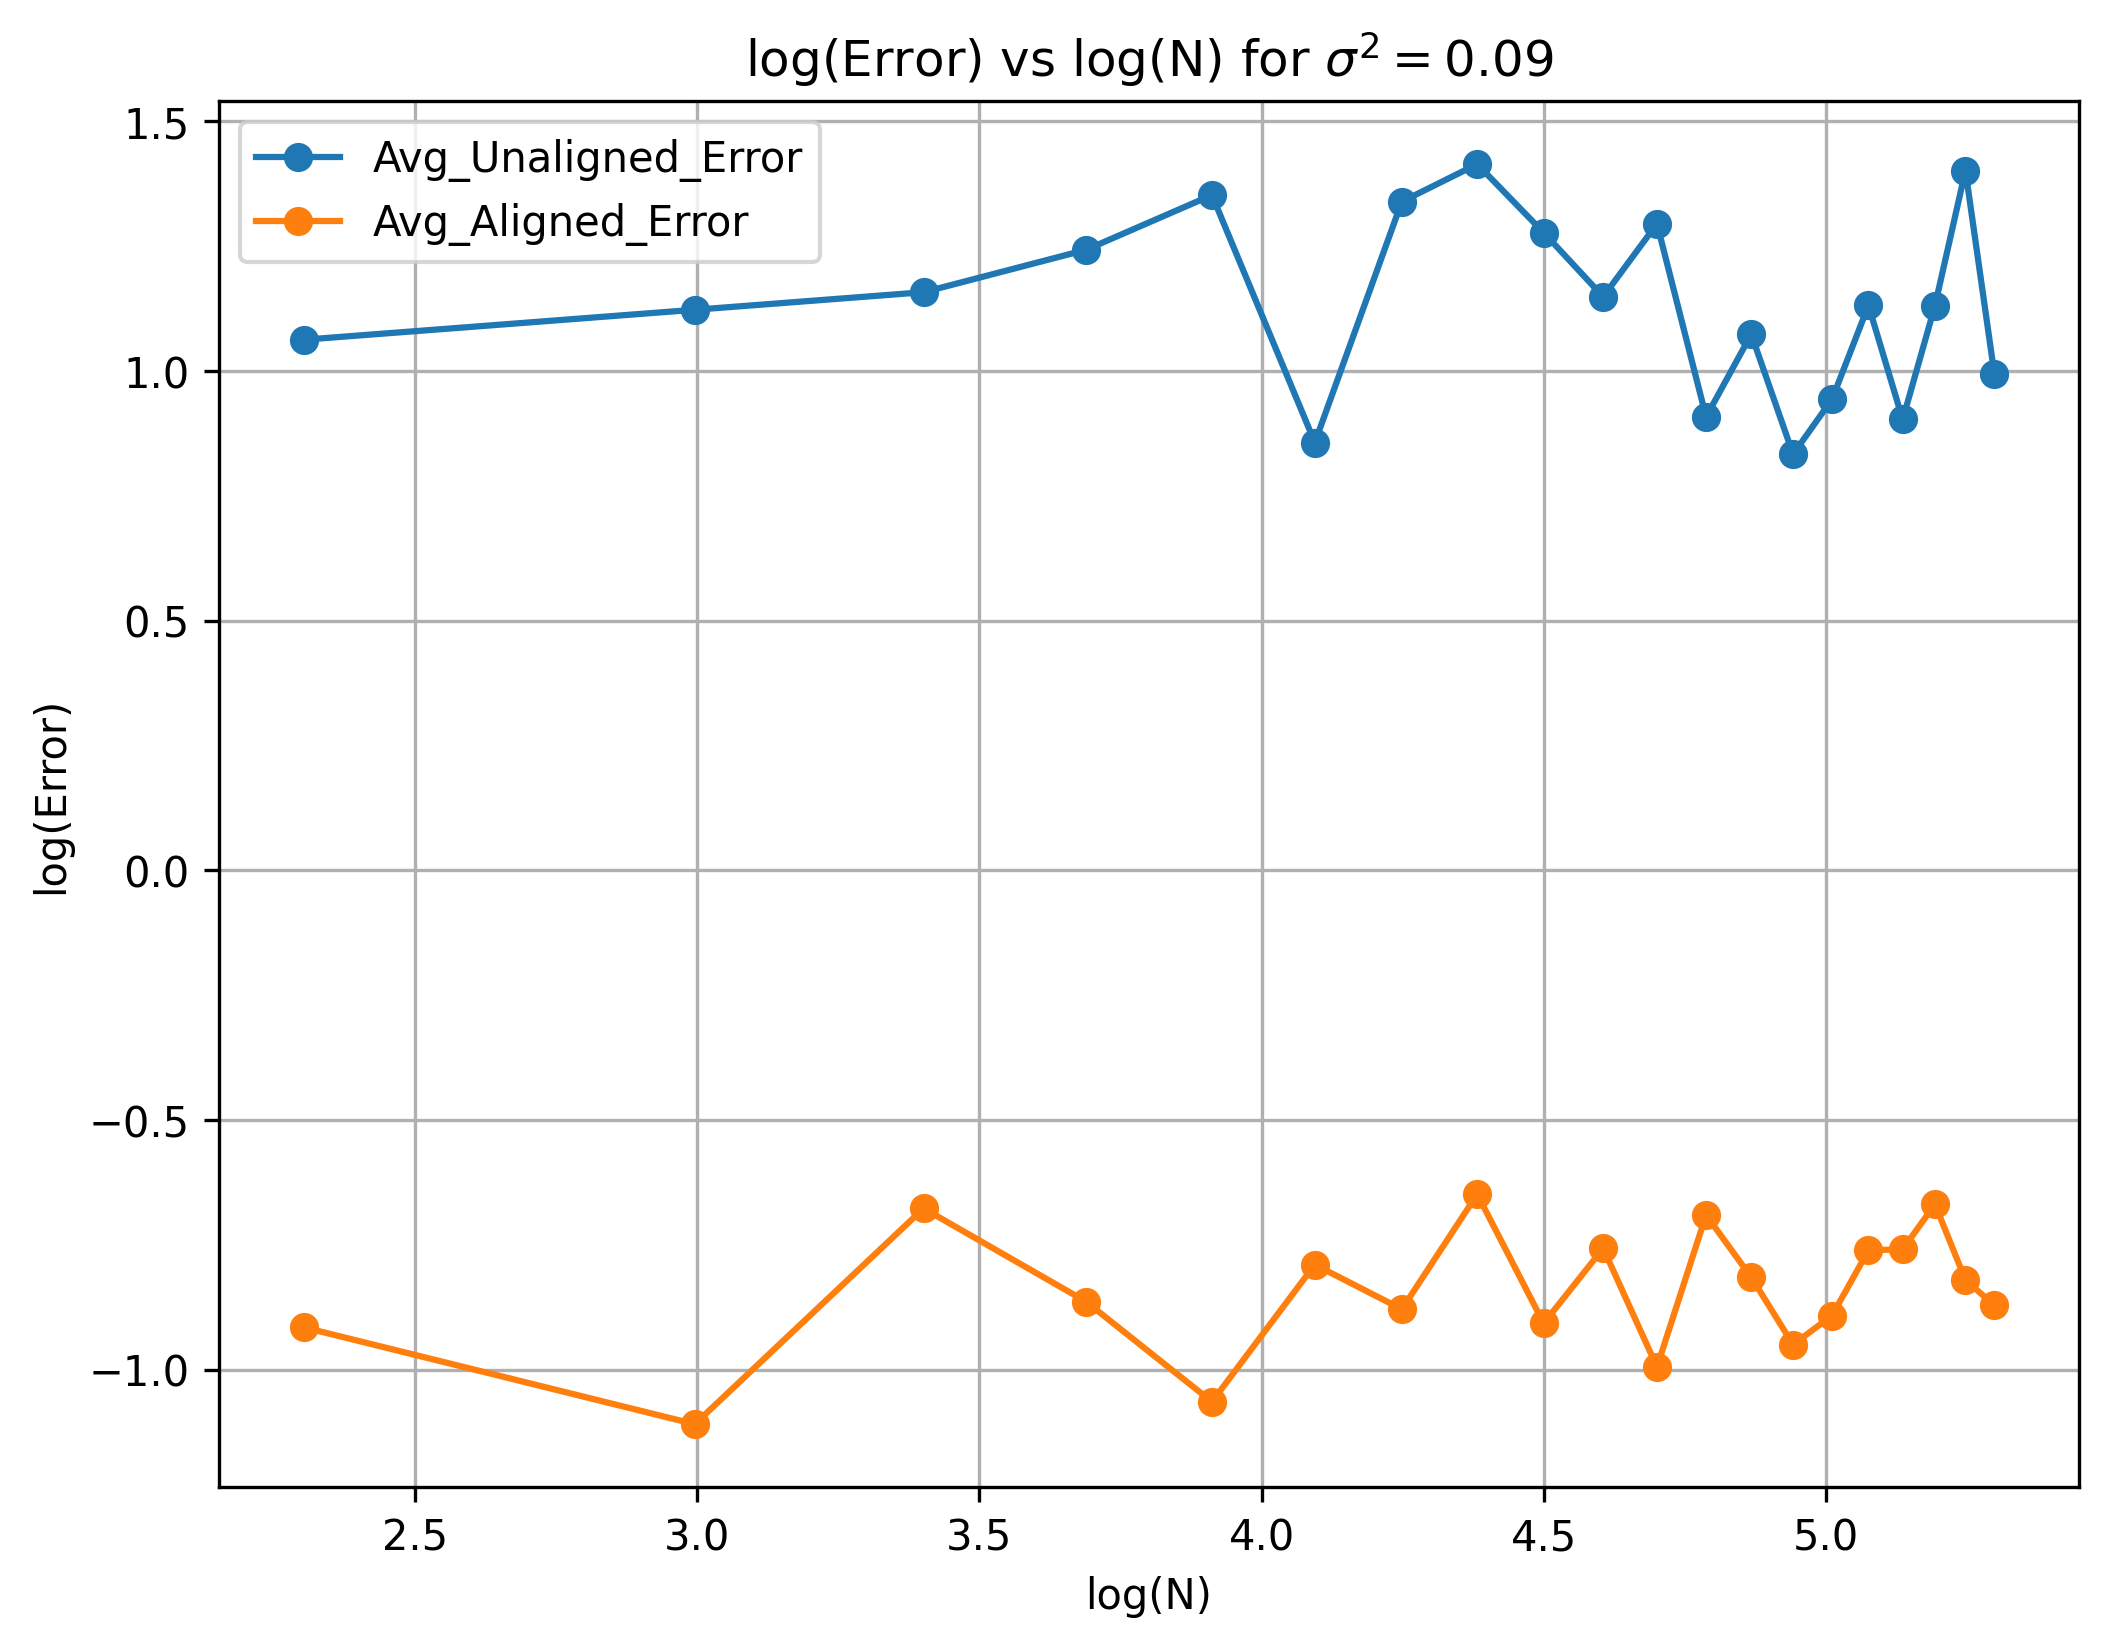 log(Error) vs log(N) for σ² = 0.09
Avg_Unaligned_Error
Avg_Aligned_Error
1.5
1.0
0.5
0.0
−0.5
−1.0
log(Error)
2.5 3.0 3.5 4.0 4.5 5.0
log(N)